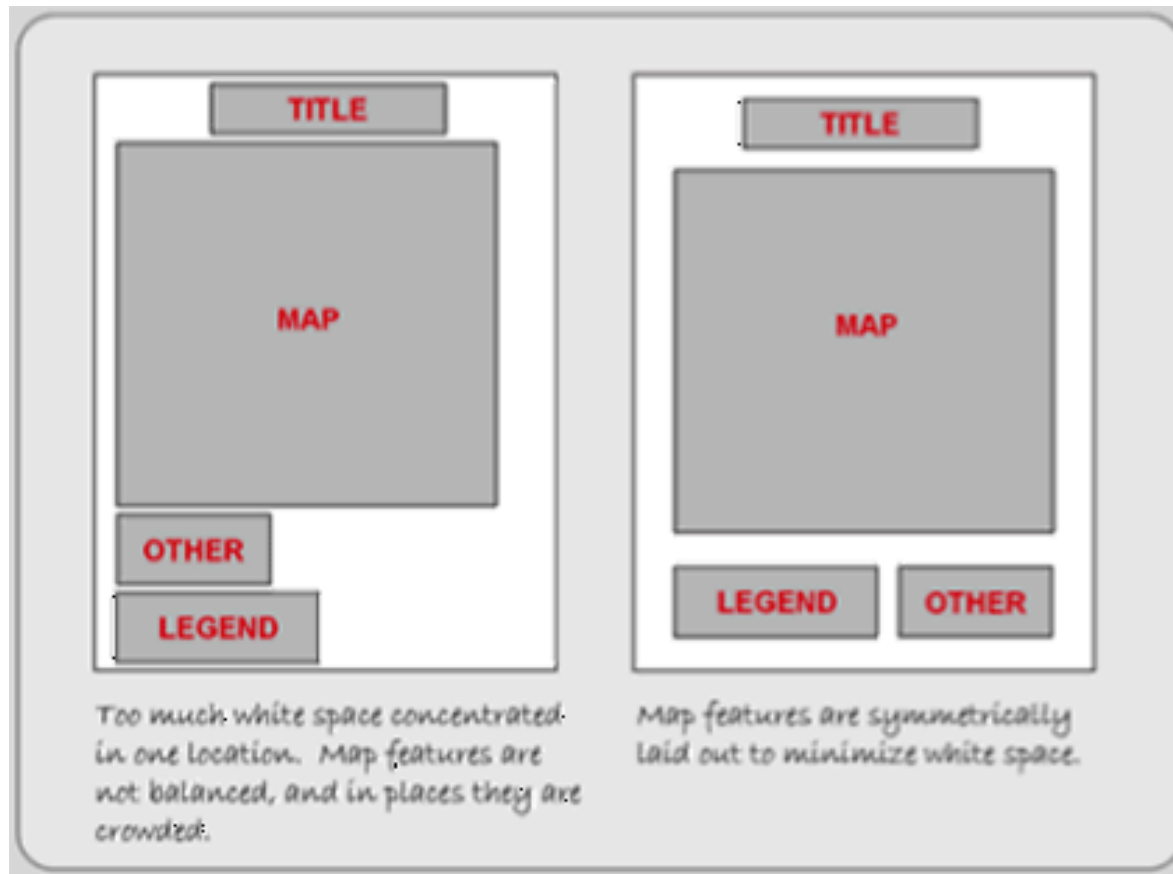 TITLE
MAP
OTHER
LEGEND
Too much white space concentrated
in one location. Map features are
not balanced, and in places they are
crowded.
TITLE
MAP
LEGEND OTHER
Map features are symmetrically
laid out to minimize white space.